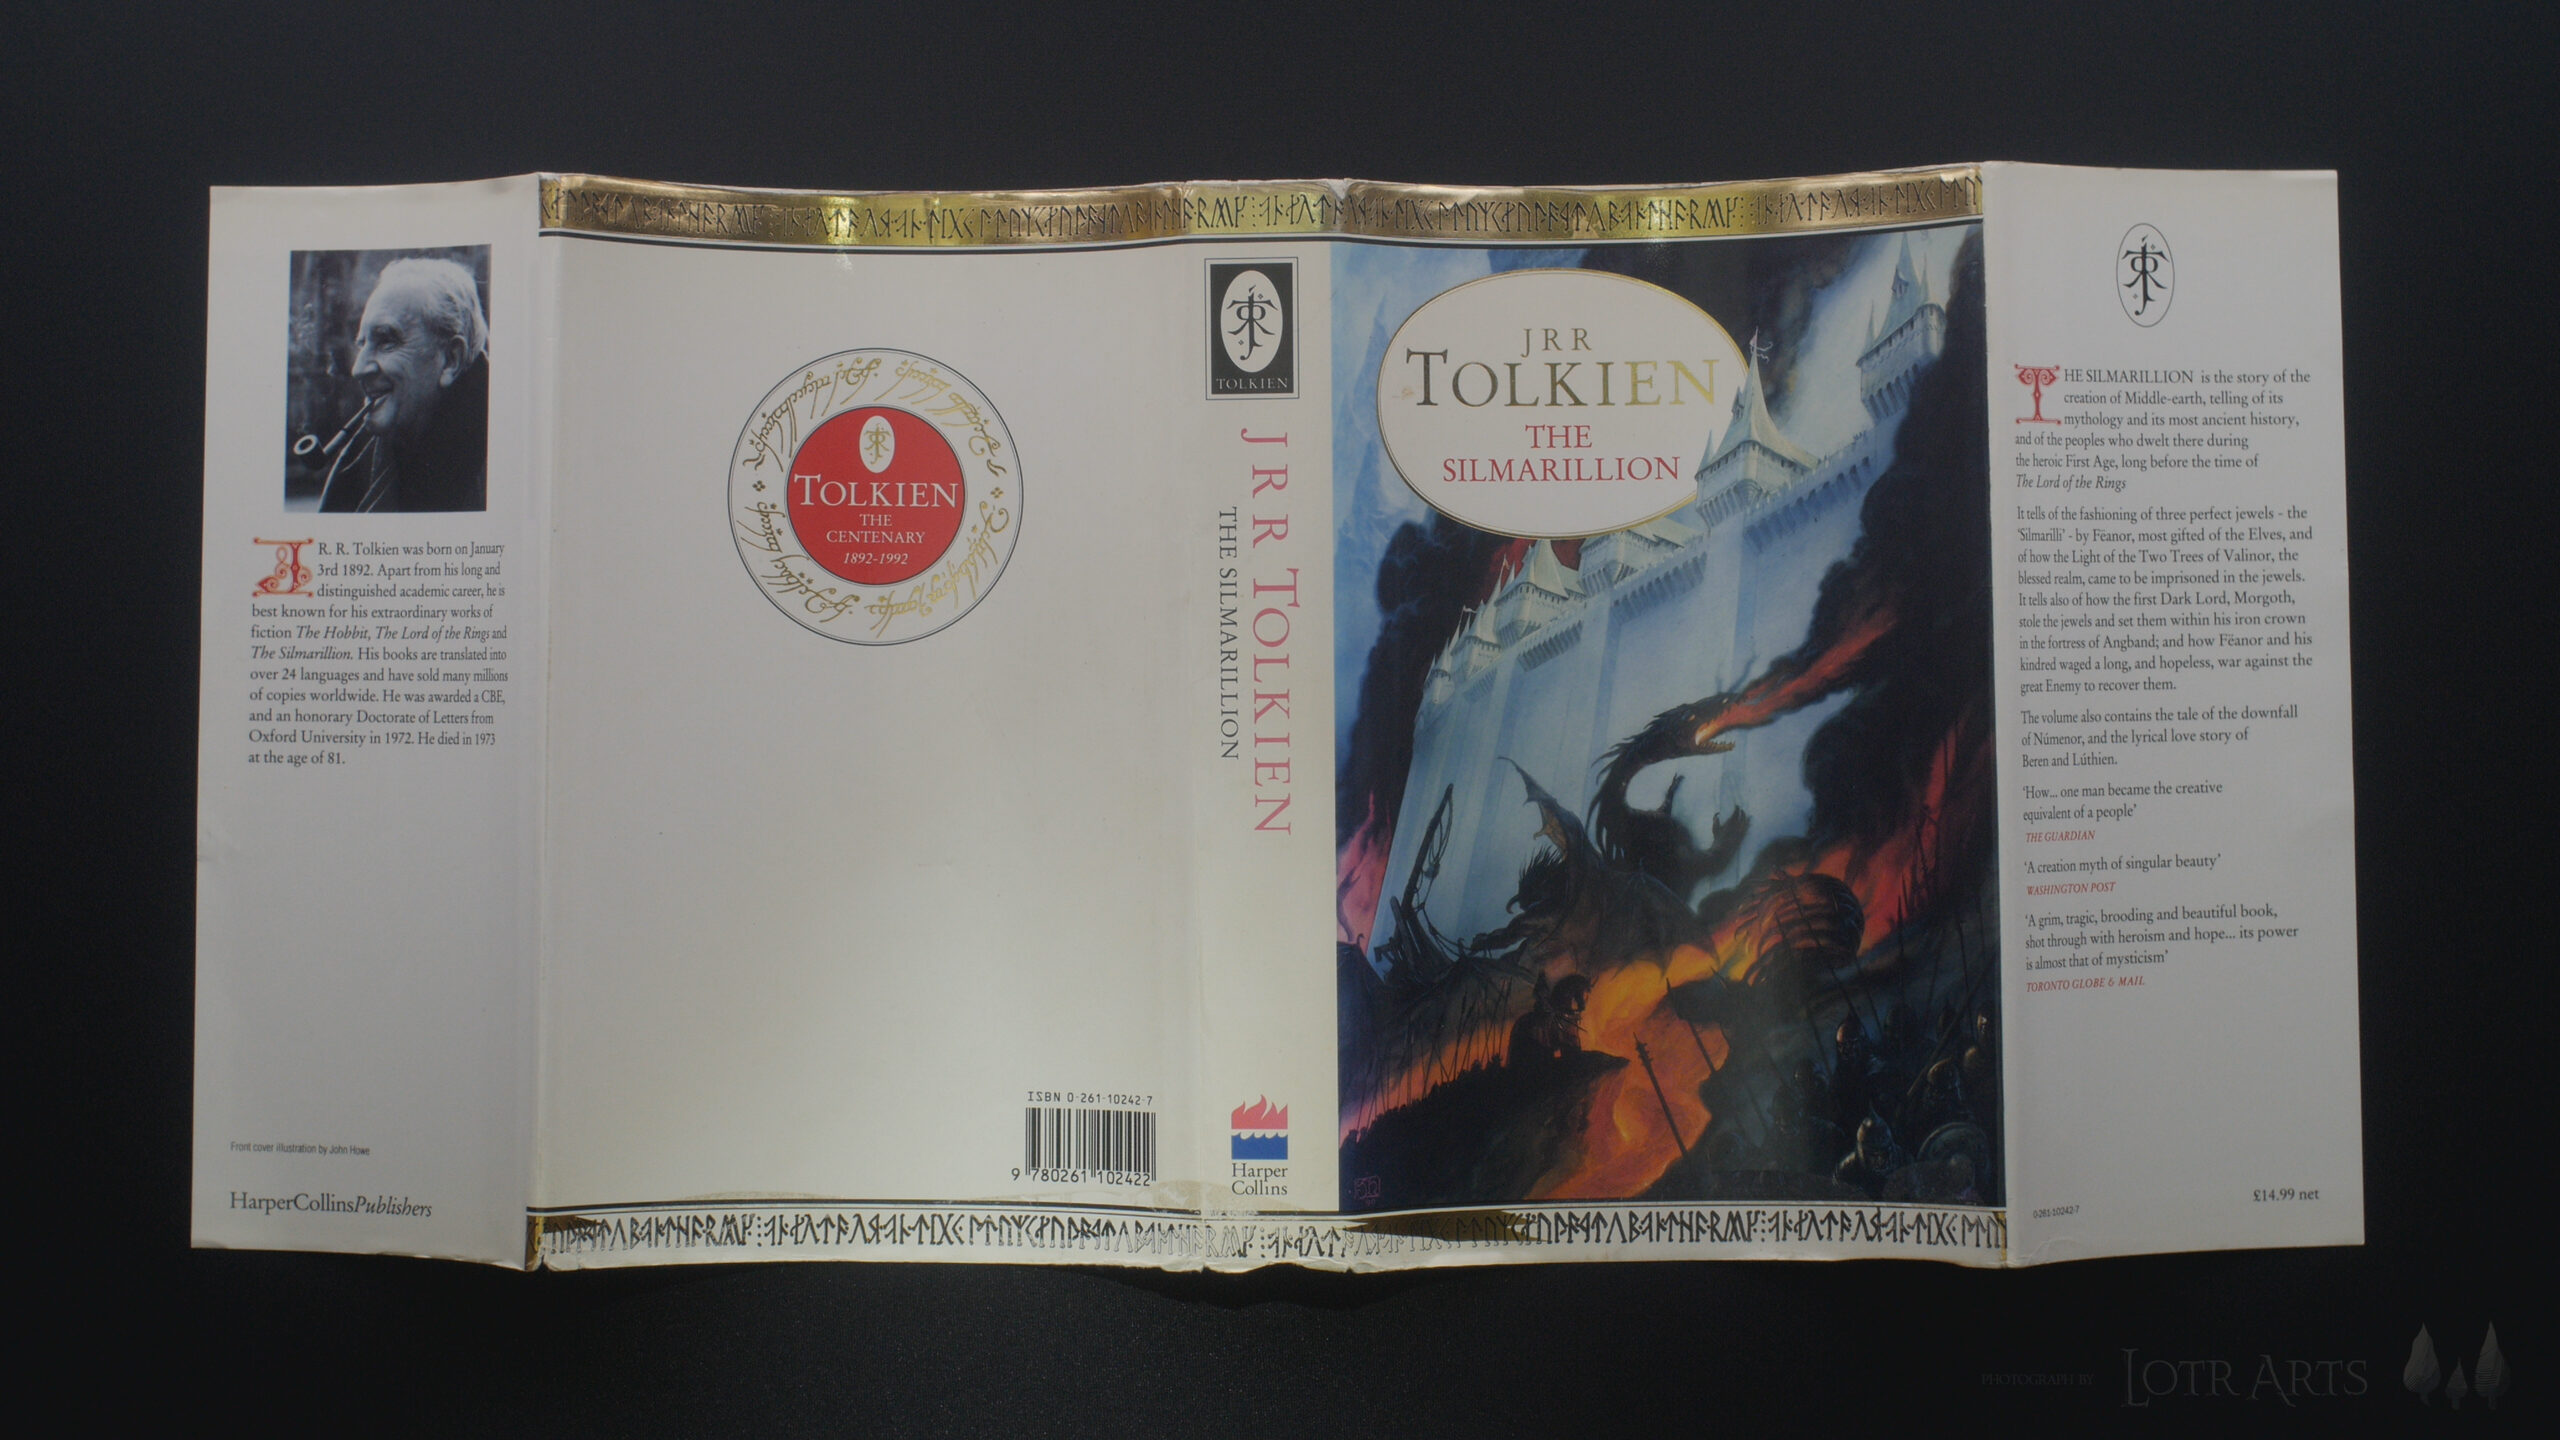 J R. R. Tolkien was born on January
3rd 1892. Apart from his long and
distinguished academic career, he is
best known for his extraordinary works of
fiction The Hobbit, The Lord of the Rings and
The Silmarillion. His books are translated into
over 24 languages and have sold many millions
of copies worldwide. He was awarded a CBE,
and an honorary Doctorate of Letters from
Oxford University in 1972. He died in 1973
at the age of 81.
Front cover illustration by John Howe
HarperCollinsPublishers
TOLKIEN
THE
CENTENARY
1892-1992
ISBN 0-261-10242-7
9 780261 102422
TOLKIEN
J R R TOLKIEN
THE SILMARILLION
Harper
Collins
J R R
TOLKIEN
THE
SILMARILLION
THE SILMARILLION is the story of the
creation of Middle-earth, telling of its
mythology and its most ancient history,
and of the peoples who dwelt there during
the heroic First Age, long before the time of
The Lord of the Rings
It tells of the fashioning of three perfect jewels - the
'Silmarilli' - by Fëanor, most gifted of the Elves, and
of how the Light of the Two Trees of Valinor, the
blessed realm, came to be imprisoned in the jewels.
It tells also of how the first Dark Lord, Morgoth,
stole the jewels and set them within his iron crown
in the fortress of Angband; and how Fëanor and his
kindred waged a long, and hopeless, war against the
great Enemy to recover them.
The volume also contains the tale of the downfall
of Númenor, and the lyrical love story of
Beren and Lúthien.
'How... one man became the creative
equivalent of a people'
THE GUARDIAN
'A creation myth of singular beauty'
WASHINGTON POST
'A grim, tragic, brooding and beautiful book,
shot through with heroism and hope... its power
is almost that of mysticism'
TORONTO GLOBE & MAIL
0-261-10242-7
£14.99 net
PHOTOGRAPH BY LOTR ARTS